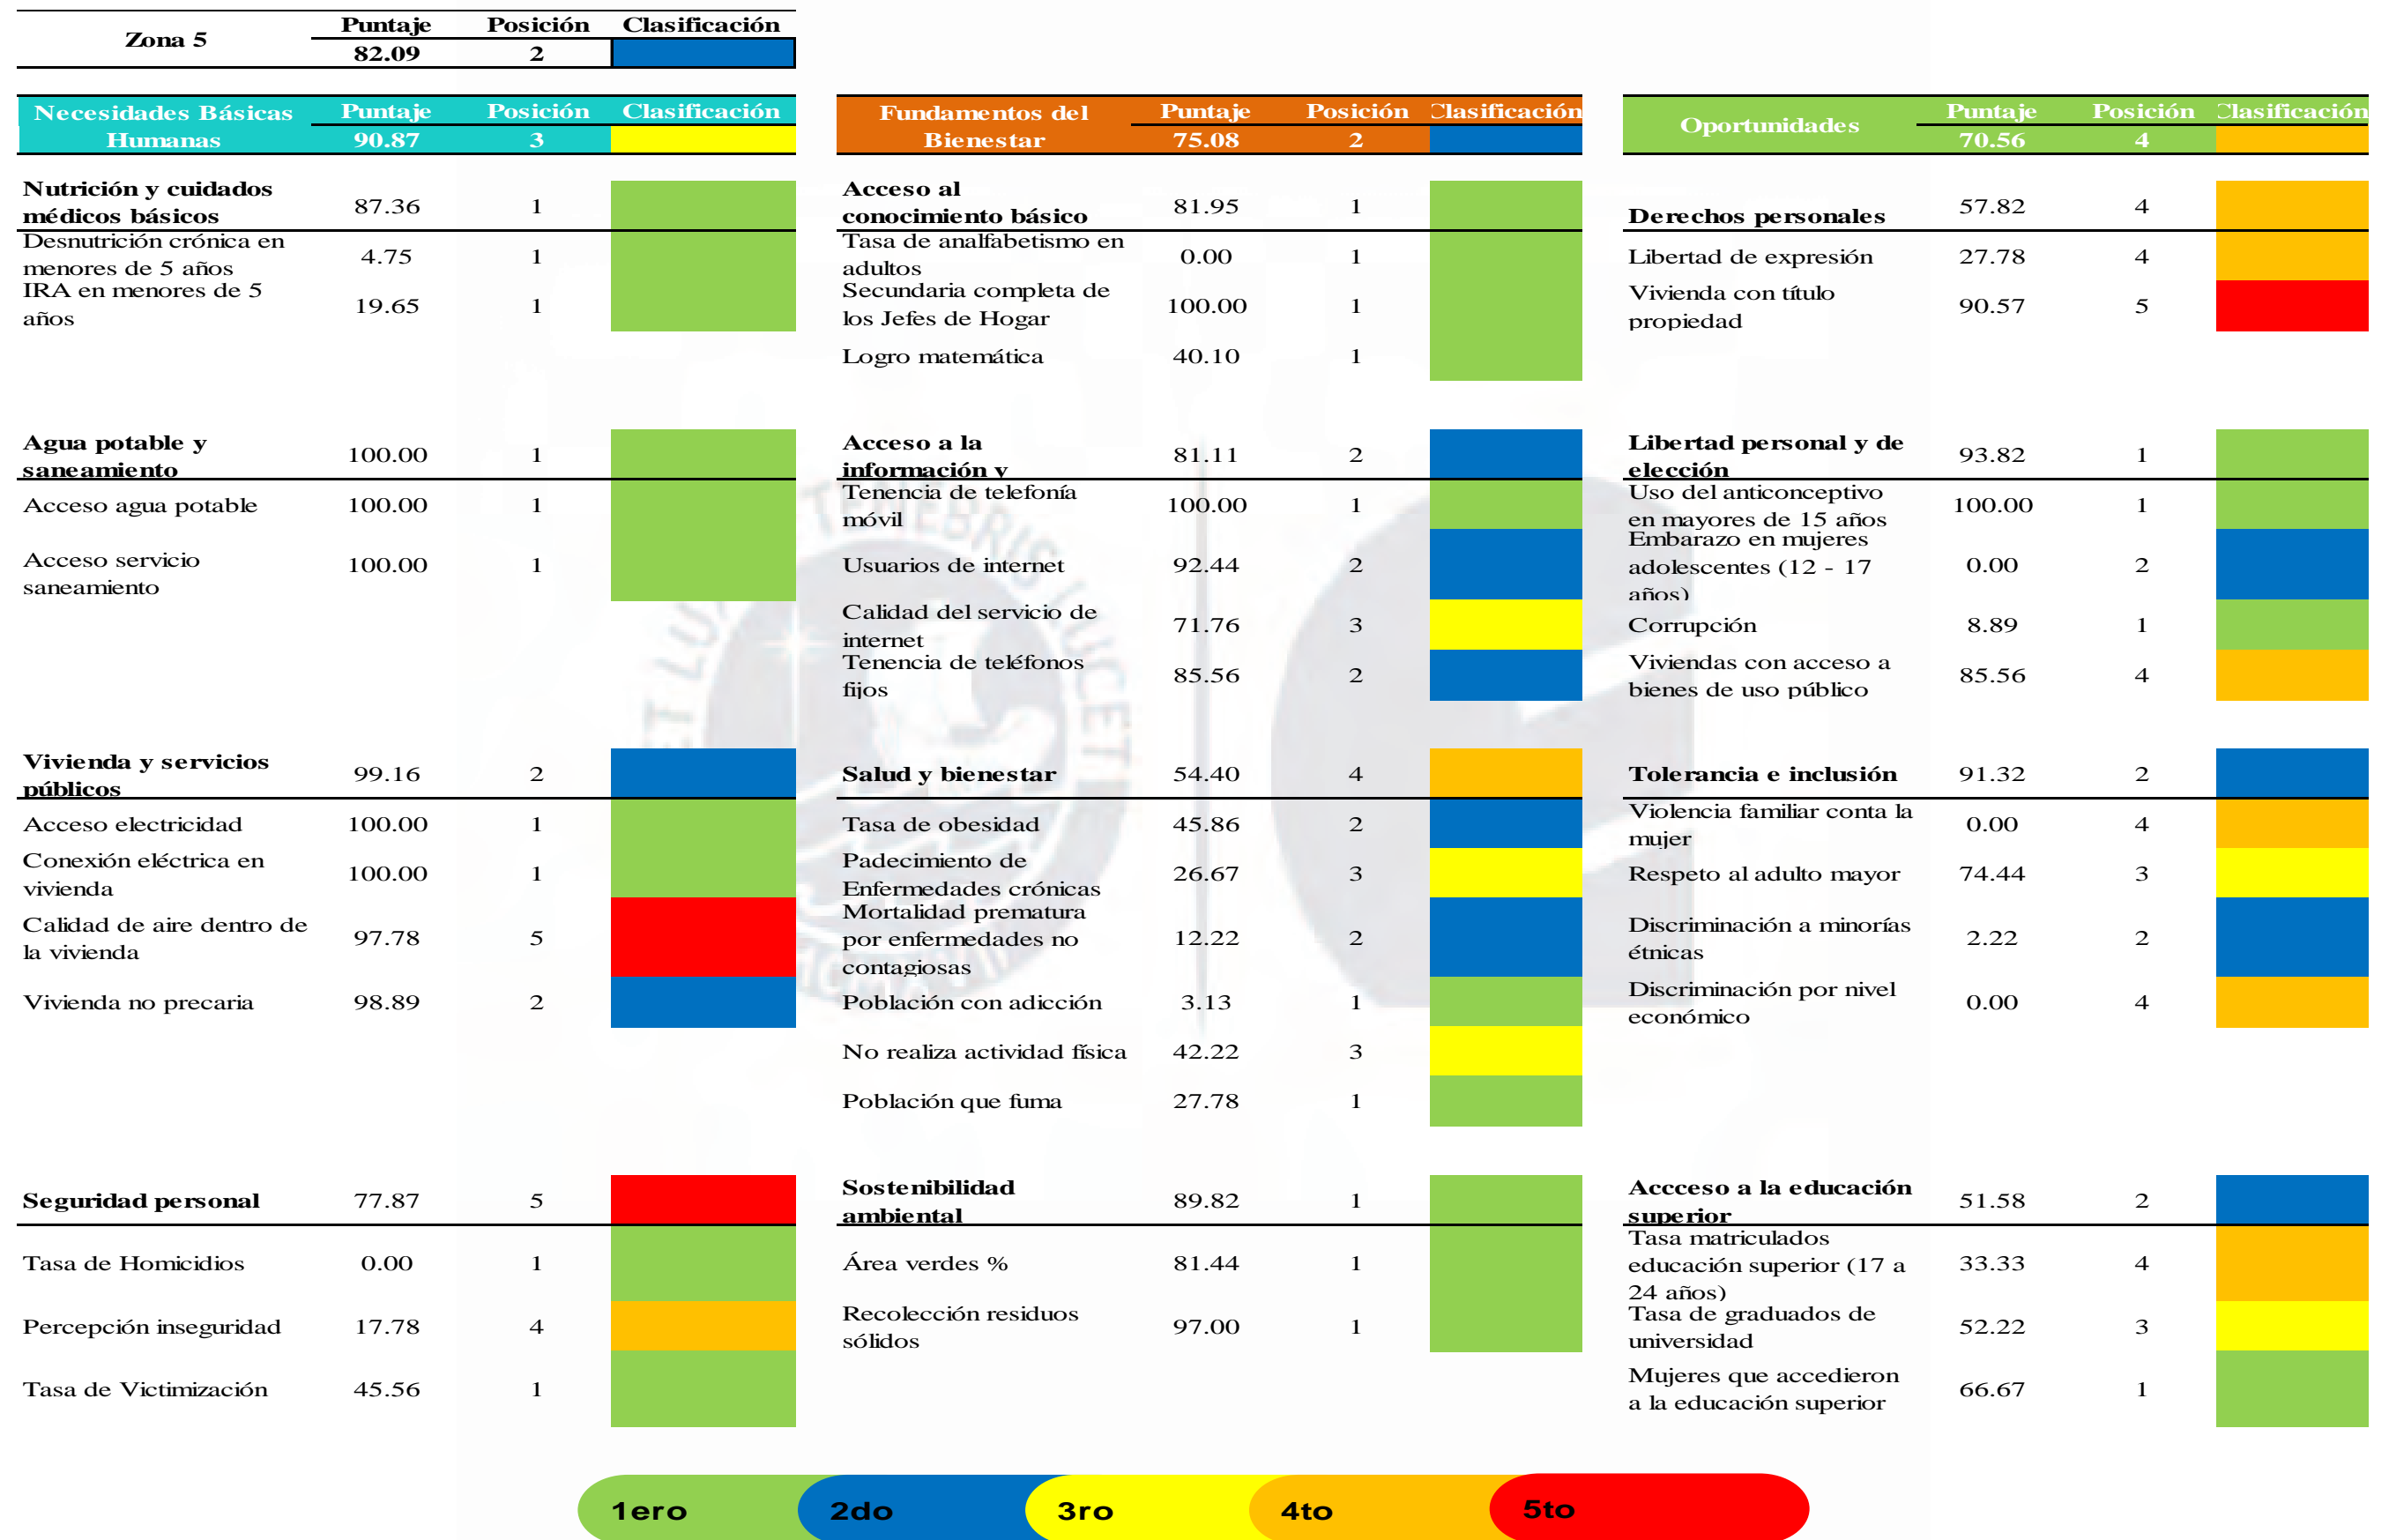 Zona 5
Puntaje Posición Clasificación
82.09 2
Necesidades Básicas Humanas
Puntaje Posición Clasificación
90.87 3
Nutrición y cuidados
médicos básicos 87.36 1
Desnutrición crónica en
menores de 5 años 4.75 1
IRA en menores de 5
años 19.65 1
Agua potable y
saneamiento 100.00 1
Acceso agua potable 100.00 1
Acceso servicio
saneamiento 100.00 1
Vivienda y servicios
públicos 99.16 2
Acceso electricidad 100.00 1
Conexión eléctrica en
vivienda 100.00 1
Calidad de aire dentro de
la vivienda 97.78 5
Vivienda no precaria 98.89 2
Seguridad personal 77.87 5
Tasa de Homicidios 0.00 1
Percepción inseguridad 17.78 4
Tasa de Victimización 45.56 1
Fundamentos del
Bienestar
Puntaje Posición Clasificación
75.08 2
Acceso al
conocimiento básico 81.95 1
Tasa de analfabetismo en
adultos 0.00 1
Secundaria completa de
los Jefes de Hogar 100.00 1
Logro matemática 40.10 1
Acceso a la
información y 81.11 2
Tenencia de telefonía
móvil 100.00 1
Usuarios de internet 92.44 2
Calidad del servicio de
internet 71.76 3
Tenencia de teléfonos
fijos 85.56 2
Salud y bienestar 54.40 4
Tasa de obesidad 45.86 2
Padecimiento de
Enfermedades crónicas 26.67 3
Mortalidad prematura
por enfermedades no
contagiosas 12.22 2
Población con adicción 3.13 1
No realiza actividad física 42.22 3
Población que fuma 27.78 1
Sostenibilidad
ambiental 89.82 1
Área verdes % 81.44 1
Recolección residuos
sólidos 97.00 1
Oportunidades
Puntaje Posición Clasificación
70.56 4
Derechos personales 57.82 4
Libertad de expresión 27.78 4
Vivienda con título
propiedad 90.57 5
Libertad personal y de
elección 93.82 1
Uso del anticonceptivo
en mayores de 15 años 100.00 1
Embarazo en mujeres
adolescentes (12 - 17
años) 0.00 2
Corrupción 8.89 1
Viviendas con acceso a
bienes de uso público 85.56 4
Tolerancia e inclusión 91.32 2
Violencia familiar conta la
mujer 0.00 4
Respeto al adulto mayor 74.44 3
Discriminación a minorías
étnicas 2.22 2
Discriminación por nivel
económico 0.00 4
Accceso a la educación
superior 51.58 2
Tasa matriculados
educación superior (17 a
24 años) 33.33 4
Tasa de graduados de
universidad 52.22 3
Mujeres que accedieron
a la educación superior 66.67 1
1ero 2do 3ro 4to 5to
ET LUX TENEBRIS LUCET